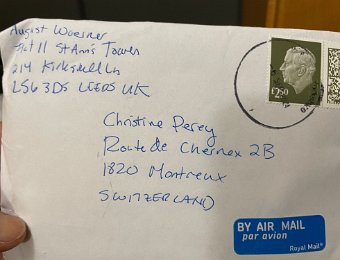 August Woerner
Flat 11 St Ann's Tower
214 Kirkstall Ln
LS6 3DS LEEDS UK
£2.50
Christine Perey
Route de Chernex 2B
1820 Montreux
SWITZERLAND
BY AIR MAIL
par avion
Royal Mail